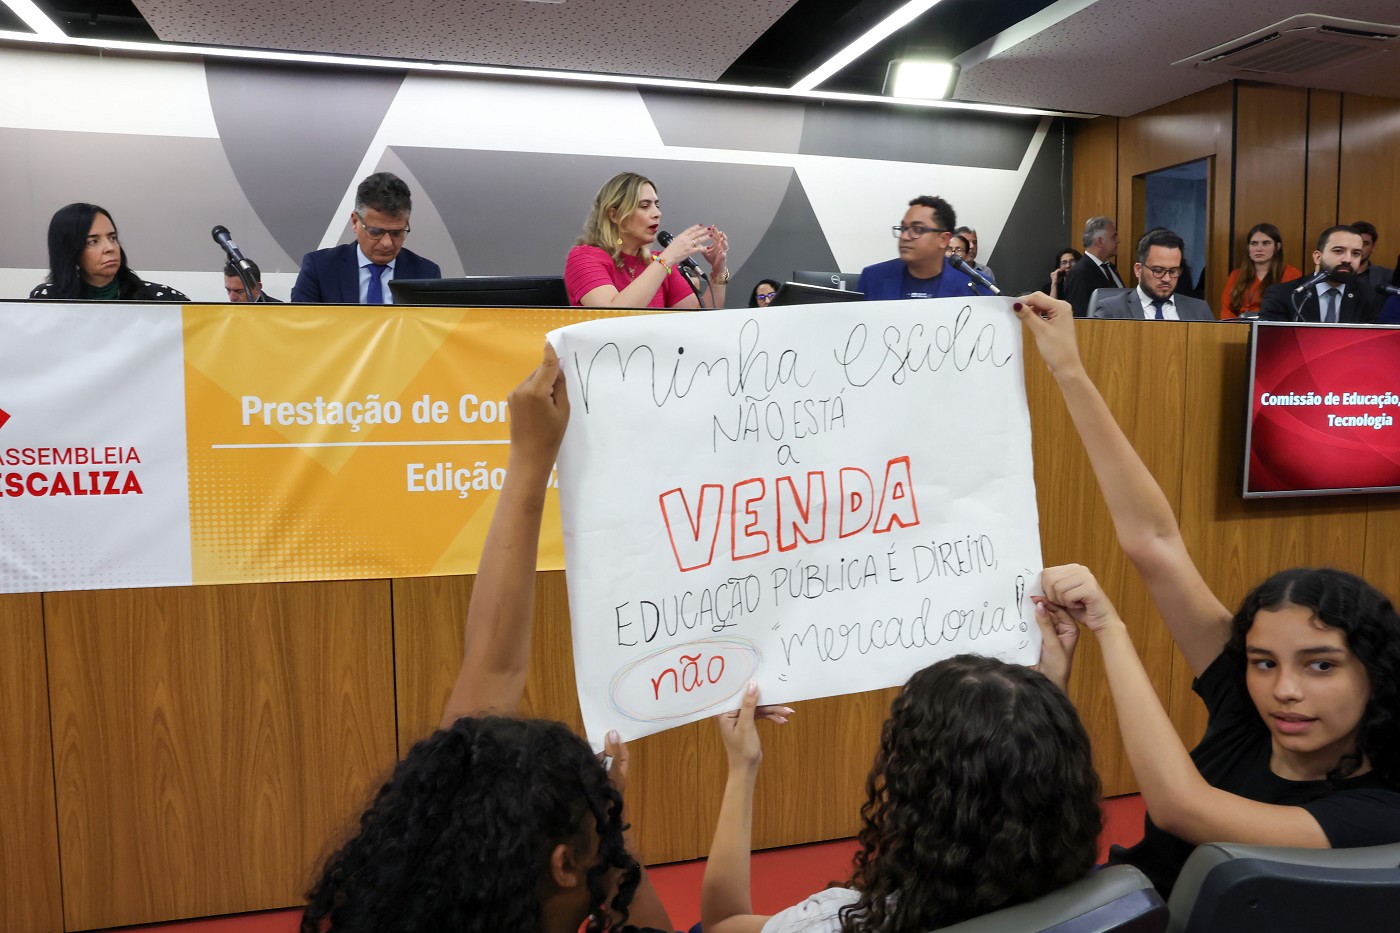 Prestação de Con
Edição
ASSEMBLEIA
FISCALIZA
Minha escola
NÃO ESTÁ
a
VENDA
EDUCAÇÃO PÚBLICA É DIREITO,
não "mercadoria"!
Comissão de Educação,
Tecnologia